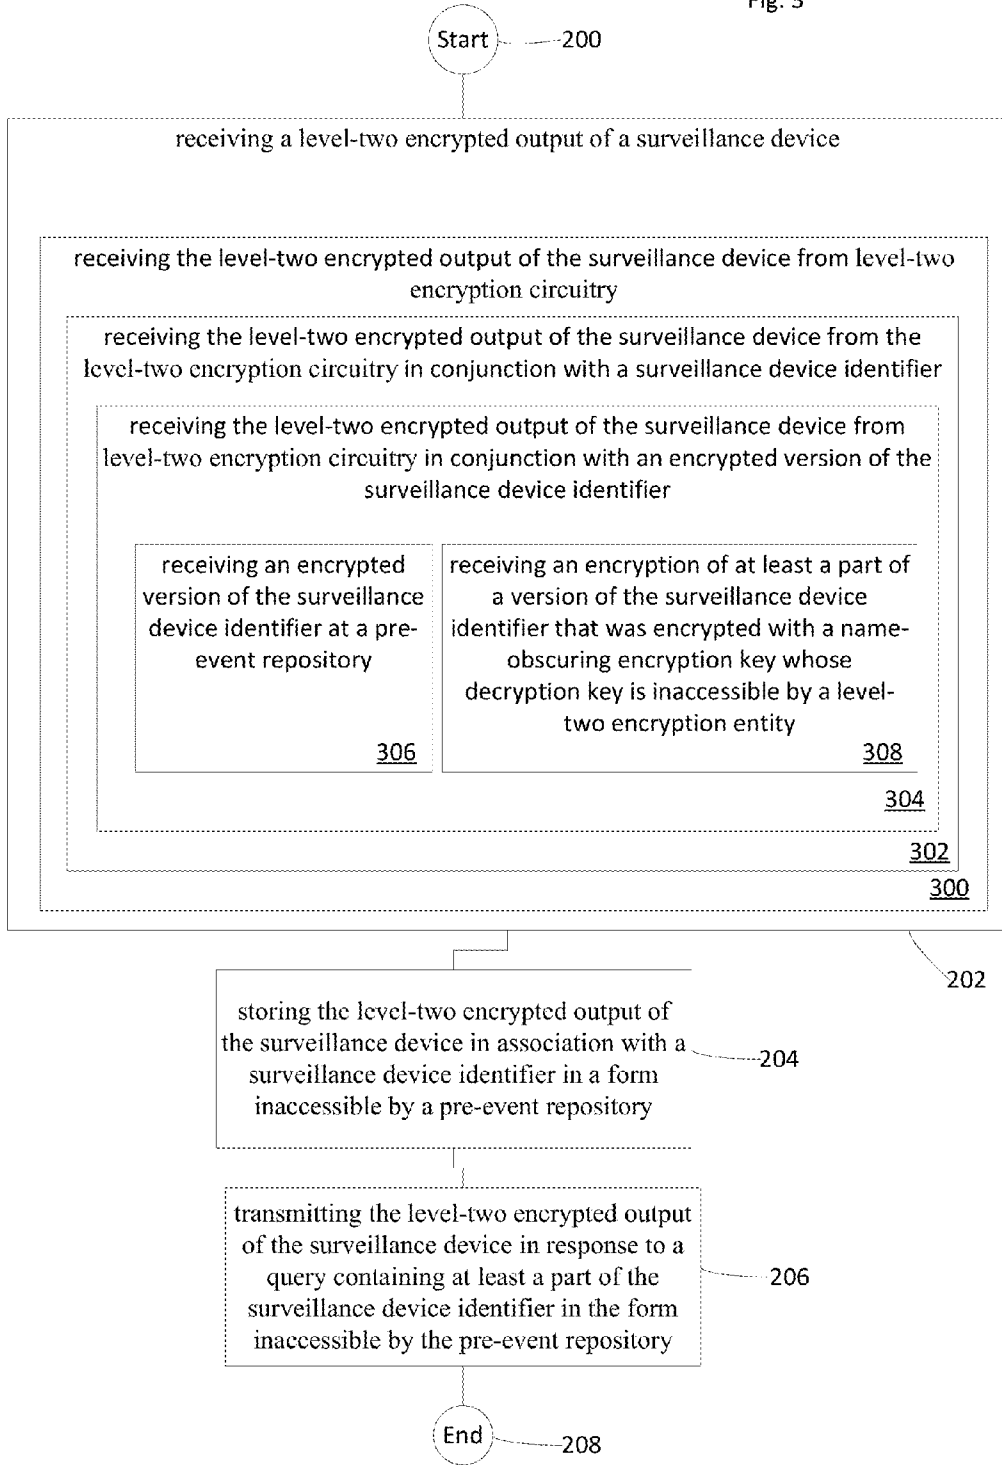 Fig. 3
Start
200
receiving a level-two encrypted output of a surveillance device
receiving the level-two encrypted output of the surveillance device from level-two
encryption circuitry
receiving the level-two encrypted output of the surveillance device from the
level-two encryption circuitry in conjunction with a surveillance device identifier
receiving the level-two encrypted output of the surveillance device from
level-two encryption circuitry in conjunction with an encrypted version of the
surveillance device identifier
receiving an encrypted
version of the surveillance
device identifier at a pre-
event repository
306
receiving an encryption of at least a part of
a version of the surveillance device
identifier that was encrypted with a name-
obscuring encryption key whose
decryption key is inaccessible by a level-
two encryption entity
308
304
302
300
202
storing the level-two encrypted output of
the surveillance device in association with a
surveillance device identifier in a form
inaccessible by a pre-event repository
204
transmitting the level-two encrypted output
of the surveillance device in response to a
query containing at least a part of the
surveillance device identifier in the form
inaccessible by the pre-event repository
206
End
208